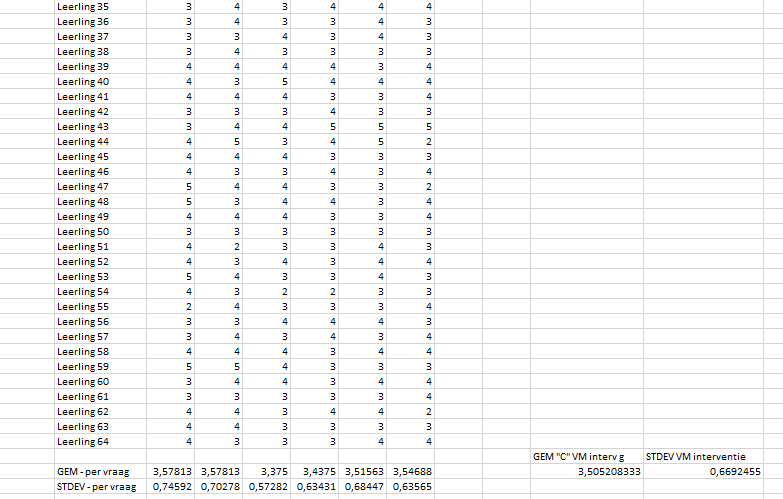 Leerling 35 3 4 3 4 4 4
Leerling 36 3 4 3 3 4 3
Leerling 37 3 3 4 3 4 3
Leerling 38 3 4 3 3 3 3
Leerling 39 4 4 4 4 3 4
Leerling 40 4 3 5 4 4 4
Leerling 41 4 4 4 3 3 4
Leerling 42 3 3 3 4 3 3
Leerling 43 3 4 4 5 5 5
Leerling 44 4 5 3 4 5 2
Leerling 45 4 4 4 3 3 3
Leerling 46 4 3 3 4 3 4
Leerling 47 5 4 4 3 3 2
Leerling 48 5 3 4 4 3 4
Leerling 49 4 4 4 3 3 4
Leerling 50 3 3 3 3 3 3
Leerling 51 4 2 3 3 4 3
Leerling 52 4 3 4 3 4 4
Leerling 53 5 4 3 3 4 3
Leerling 54 4 3 2 2 3 3
Leerling 55 2 4 3 3 3 4
Leerling 56 3 3 4 4 4 3
Leerling 57 3 4 3 4 3 4
Leerling 58 4 4 4 3 4 4
Leerling 59 5 5 4 3 3 3
Leerling 60 3 4 4 3 4 4
Leerling 61 3 3 3 3 3 4
Leerling 62 4 4 3 4 4 2
Leerling 63 4 4 3 3 3 3
Leerling 64 4 3 3 3 4 4
GEM "C" VM interv g STDEV VM interventie
GEM - per vraag 3,57813 3,57813 3,375 3,4375 3,51563 3,54688 3,505208333 0,6692455
STDEV - per vraag 0,74592 0,70278 0,57282 0,63431 0,68447 0,63565